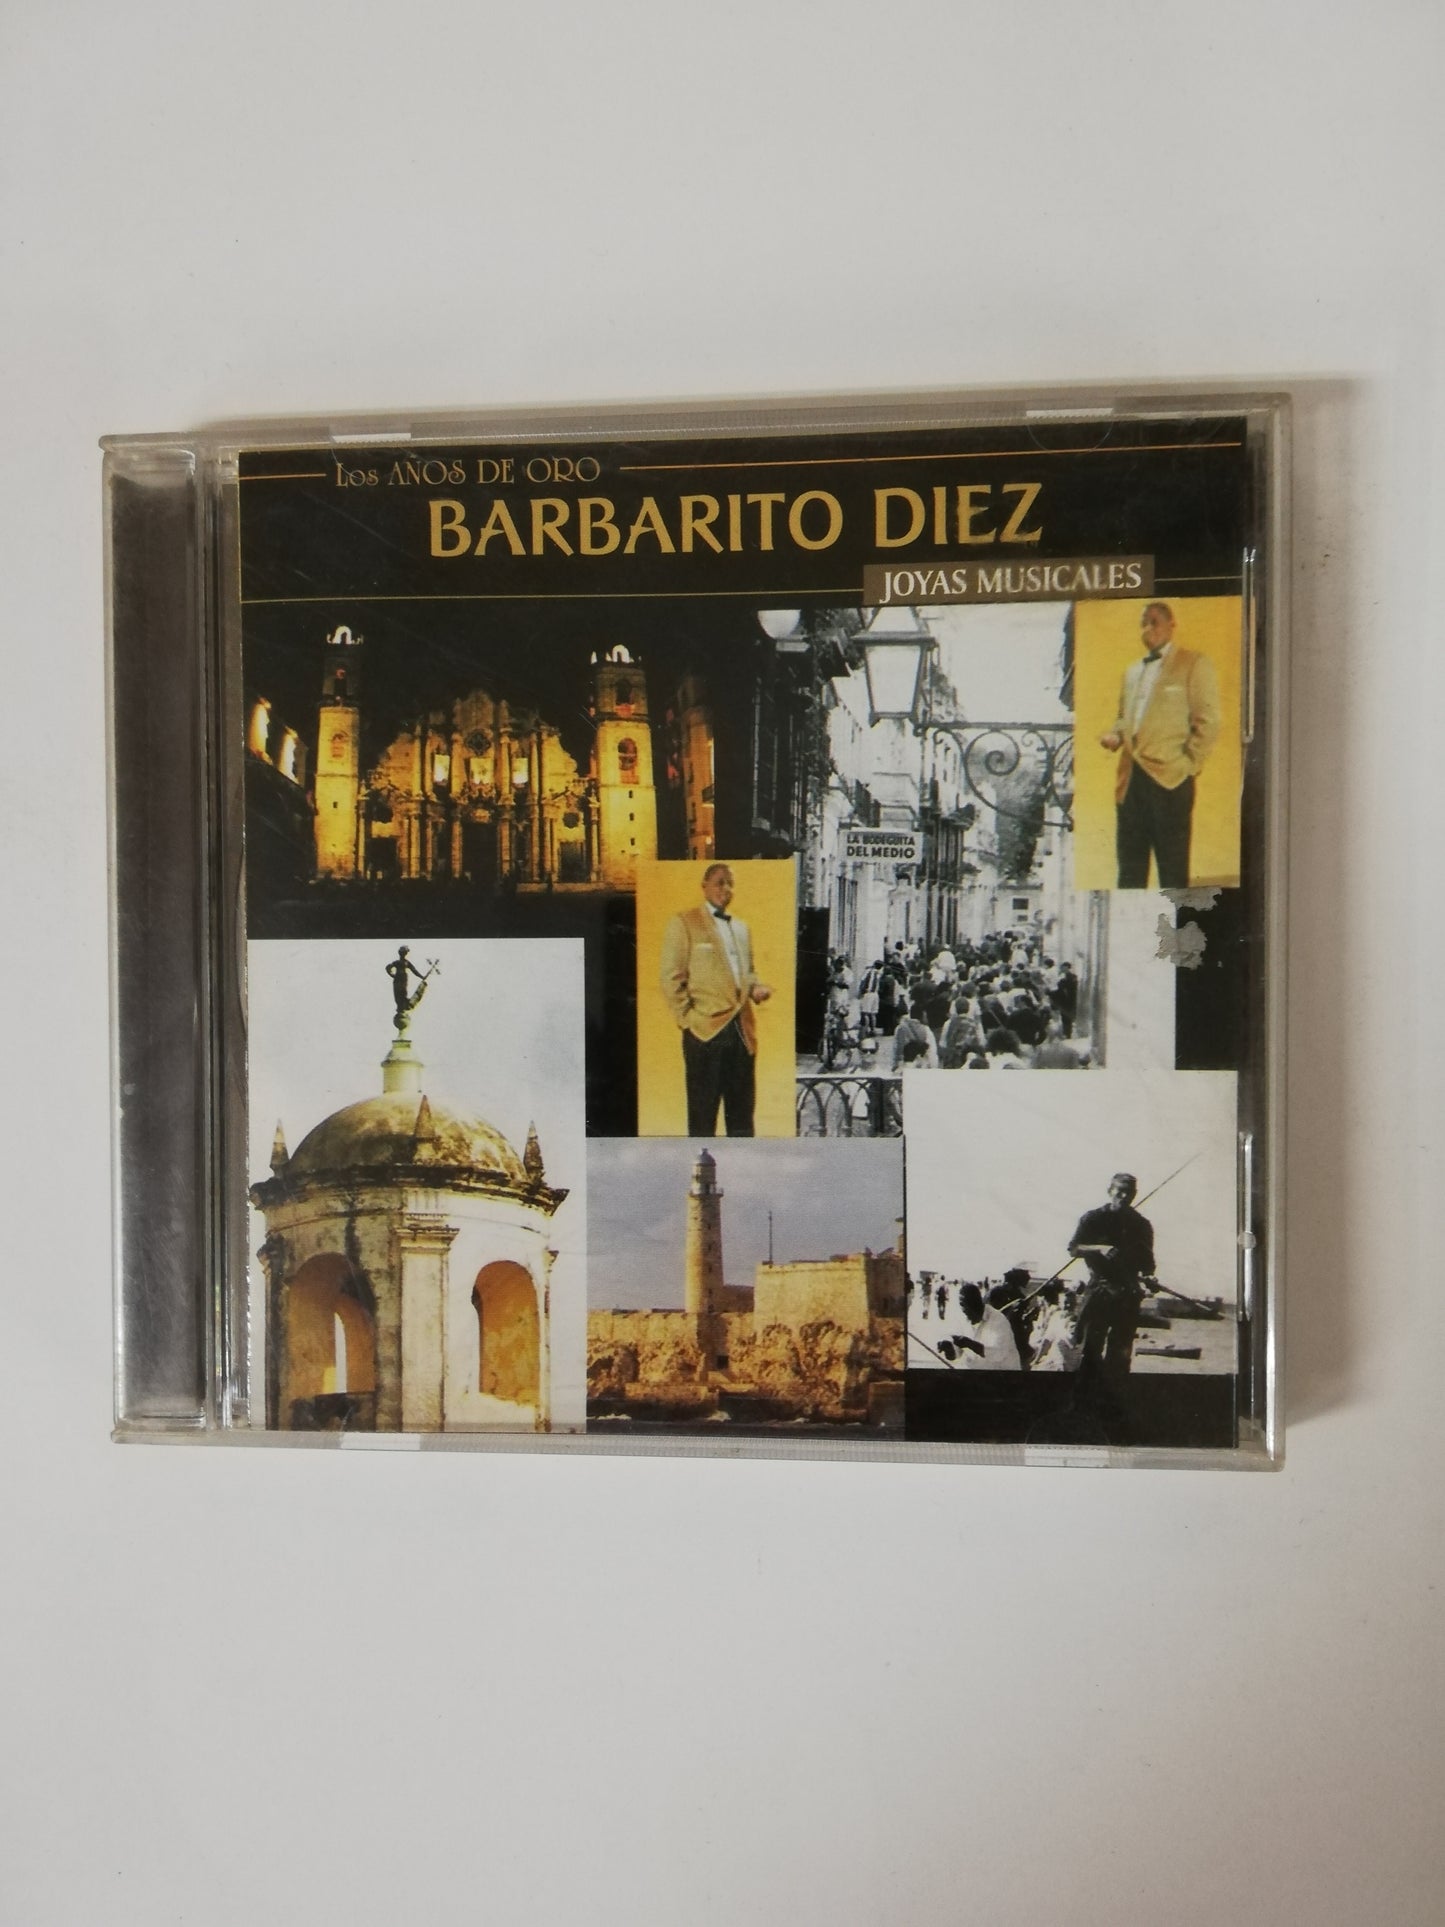 Los AÑOS DE ORO
BARBARITO DIEZ
JOYAS MUSICALES
LA BODEGUITA
DEL MEDIO